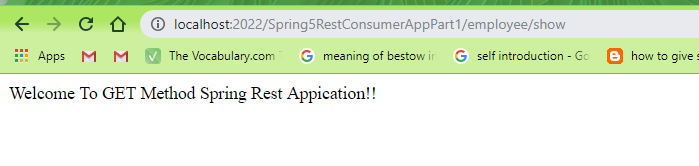 localhost:2022/Spring5RestConsumerAppPart1/employee/show
Apps The Vocabulary.com meaning of bestow in self introduction - Go how to give s
Welcome To GET Method Spring Rest Appication!!